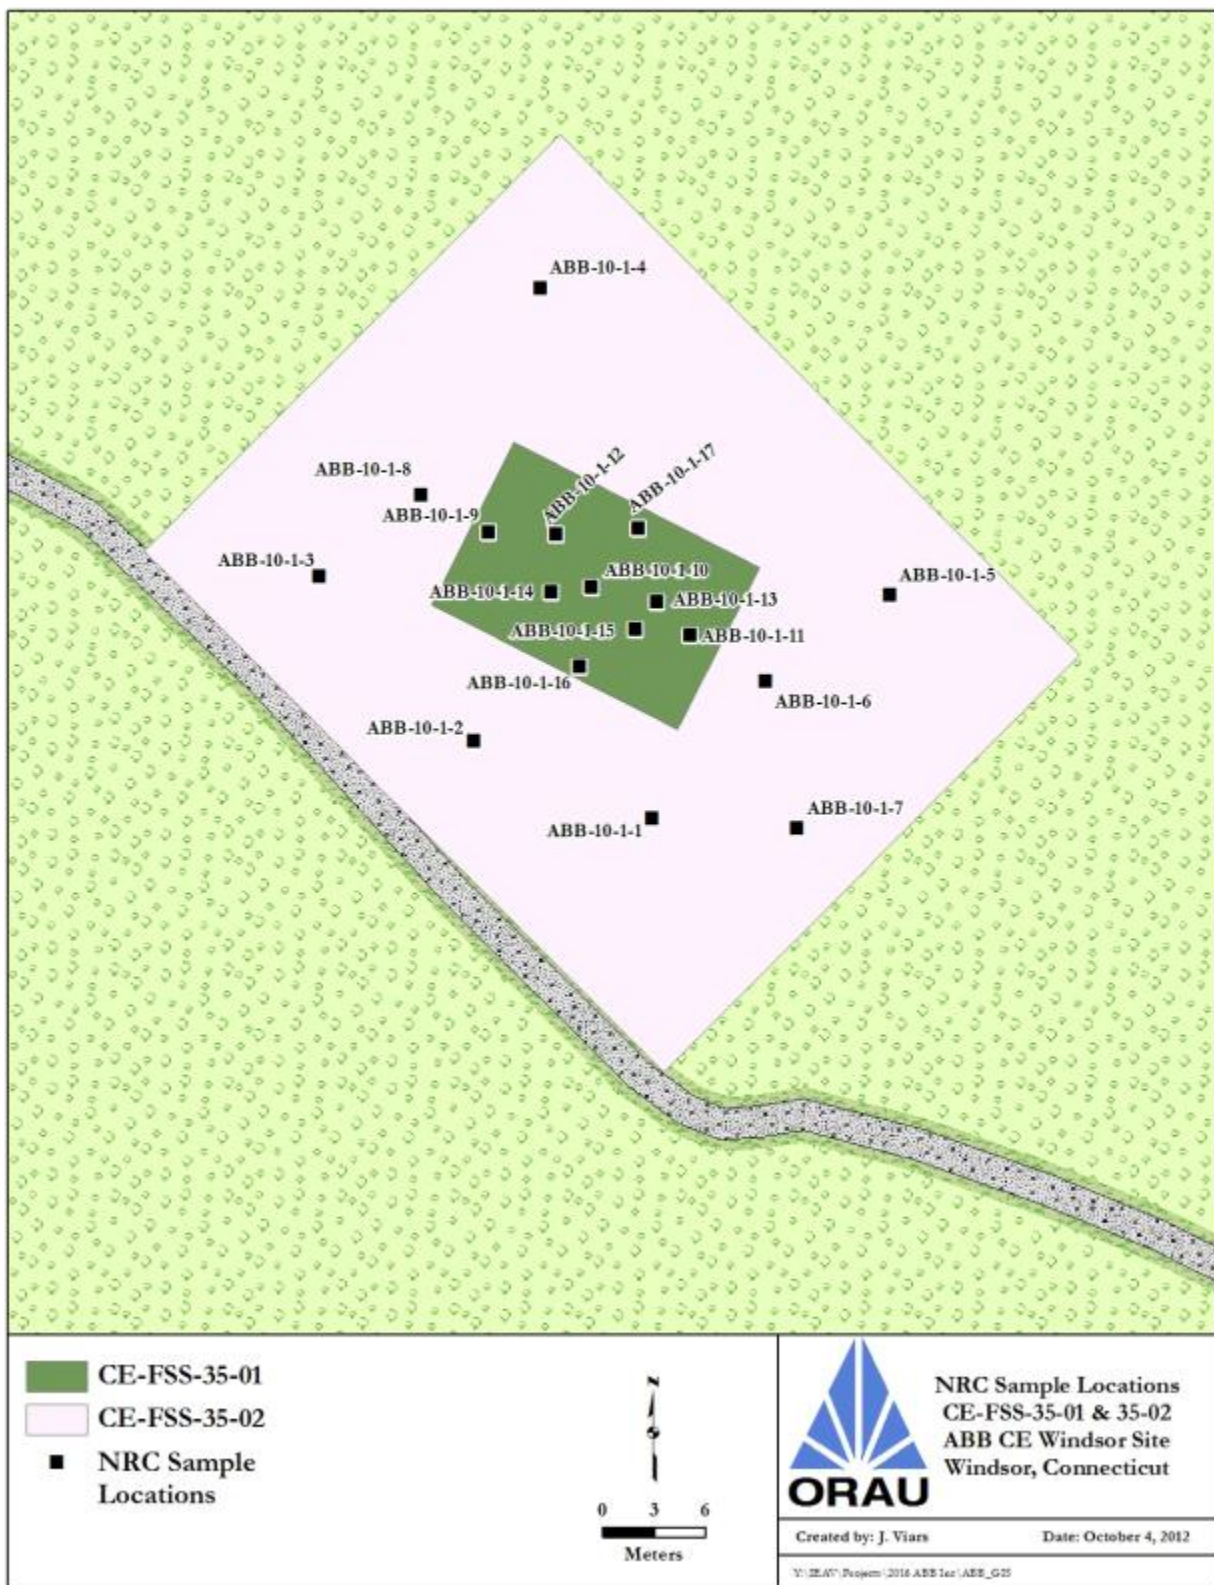 ABB-10-1-4
ABB-10-1-12
ABB-10-1-17
ABB-10-1-8
ABB-10-1-9
ABB-10-1-3
ABB-10-1-10
ABB-10-1-5
ABB-10-1-14
ABB-10-1-13
ABB-10-1-15
ABB-10-1-11
ABB-10-1-16
ABB-10-1-6
ABB-10-1-2
ABB-10-1-7
ABB-10-1-1
CE-FSS-35-01
CE-FSS-35-02
NRC Sample
Locations
N
0 3 6
Meters
ORAU
NRC Sample Locations
CE-FSS-35-01 & 35-02
ABB CE Windsor Site
Windsor, Connecticut
Created by: J. Viars Date: October 4, 2012